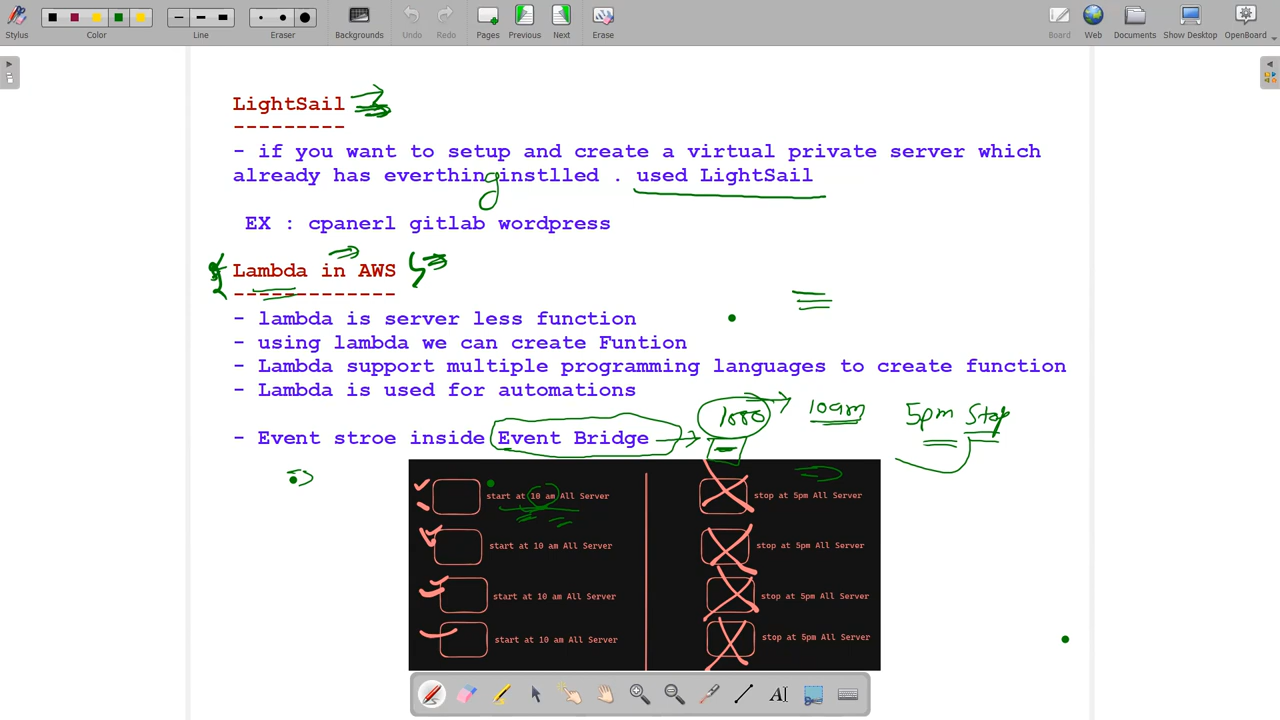 Stylus
Color
Line
Eraser
Backgrounds
Undo
Redo
Pages
Previous
Next
Erase
Board
Web
Documents
Show Desktop
OpenBoard
LightSail
---------
- if you want to setup and create a virtual private server which
already has everthing instlled . used LightSail
EX : cpanerl gitlab wordpress
Lambda in AWS
-------------
- lambda is server less function
- using lambda we can create Funtion
- Lambda support multiple programming languages to create function
- Lambda is used for automations
1000 10am 5pm Stop
- Event stroe inside Event Bridge
start at 10 am All Server
stop at 5pm All Server
start at 10 am All Server
stop at 5pm All Server
start at 10 am All Server
stop at 5pm All Server
start at 10 am All Server
stop at 5pm All Server